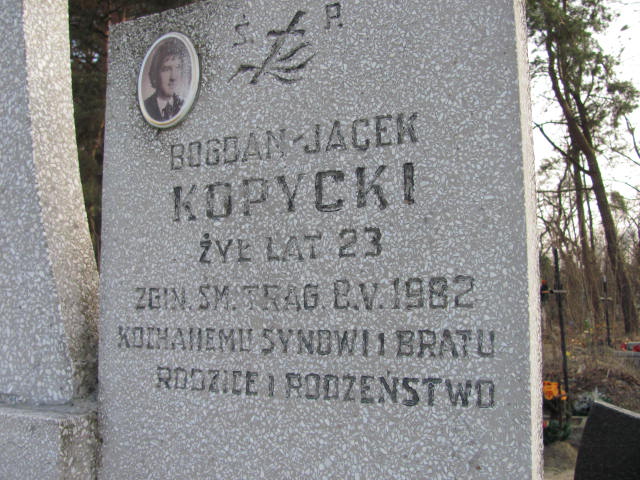 Ś. P.
BOGDAN-JACEK
KOPYCKI
ŻYŁ LAT 23
ZGIN. ŚM. TRAG. 8.V.1982
KOCHANEMU SYNOWI I BRATU
RODZICE I RODZEŃSTWO